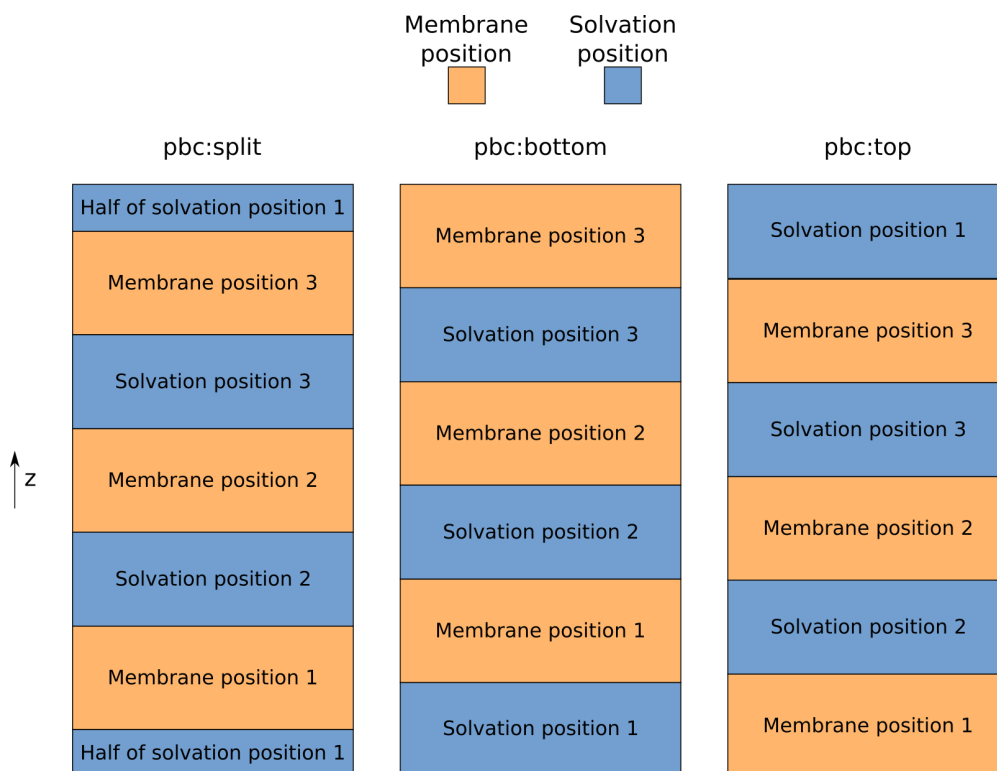 Membrane
position
Solvation
position
pbc:split
pbc:bottom
pbc:top
Half of solvation position 1
Membrane position 3
Solvation position 3
Membrane position 2
Solvation position 2
Membrane position 1
Half of solvation position 1
Membrane position 3
Solvation position 3
Membrane position 2
Solvation position 2
Membrane position 1
Solvation position 1
Solvation position 1
Membrane position 3
Solvation position 3
Membrane position 2
Solvation position 2
Membrane position 1
z